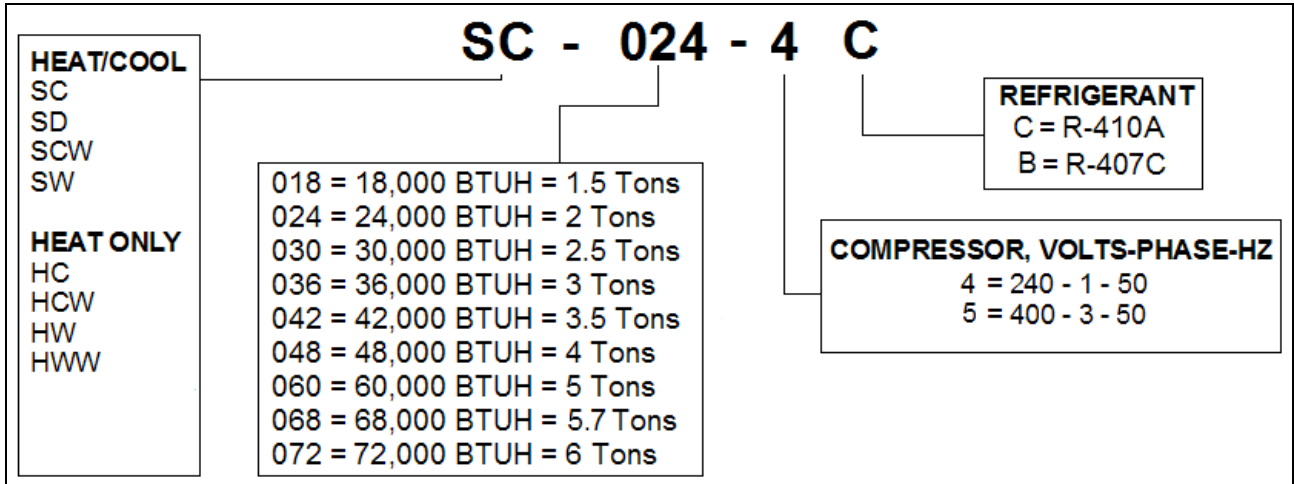 SC - 024 - 4 C
HEAT/COOL
SC
SD
SCW
SW
HEAT ONLY
HC
HCW
HW
HWW
018 = 18,000 BTUH = 1.5 Tons
024 = 24,000 BTUH = 2 Tons
030 = 30,000 BTUH = 2.5 Tons
036 = 36,000 BTUH = 3 Tons
042 = 42,000 BTUH = 3.5 Tons
048 = 48,000 BTUH = 4 Tons
060 = 60,000 BTUH = 5 Tons
068 = 68,000 BTUH = 5.7 Tons
072 = 72,000 BTUH = 6 Tons
REFRIGERANT
C = R-410A
B = R-407C
COMPRESSOR, VOLTS-PHASE-HZ
4 = 240 - 1 - 50
5 = 400 - 3 - 50